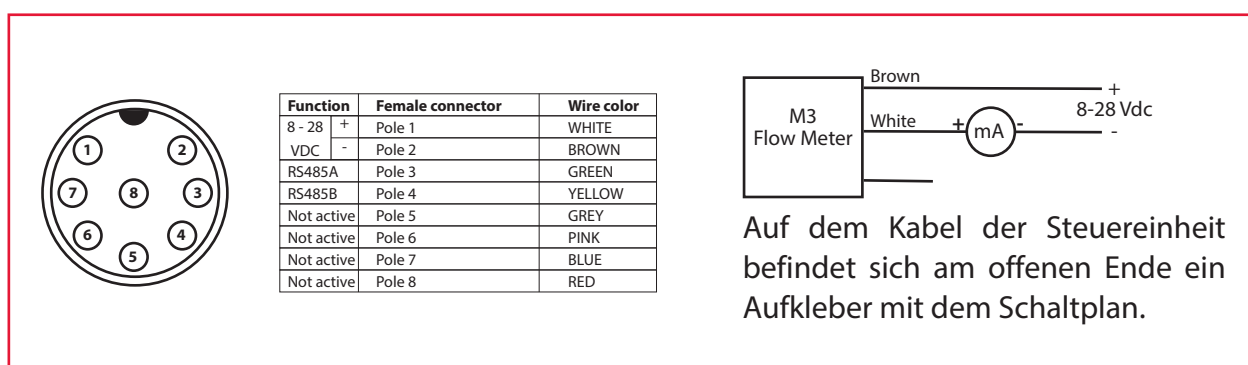 1
2
7
8
3
6
4
5
Function Female connector Wire color
8 - 28 + Pole 1 WHITE
VDC - Pole 2 BROWN
RS485A Pole 3 GREEN
RS485B Pole 4 YELLOW
Not active Pole 5 GREY
Not active Pole 6 PINK
Not active Pole 7 BLUE
Not active Pole 8 RED
M3
Flow Meter
Brown
+
8-28 Vdc
White + mA - -
Auf dem Kabel der Steuereinheit
befindet sich am offenen Ende ein
Aufkleber mit dem Schaltplan.